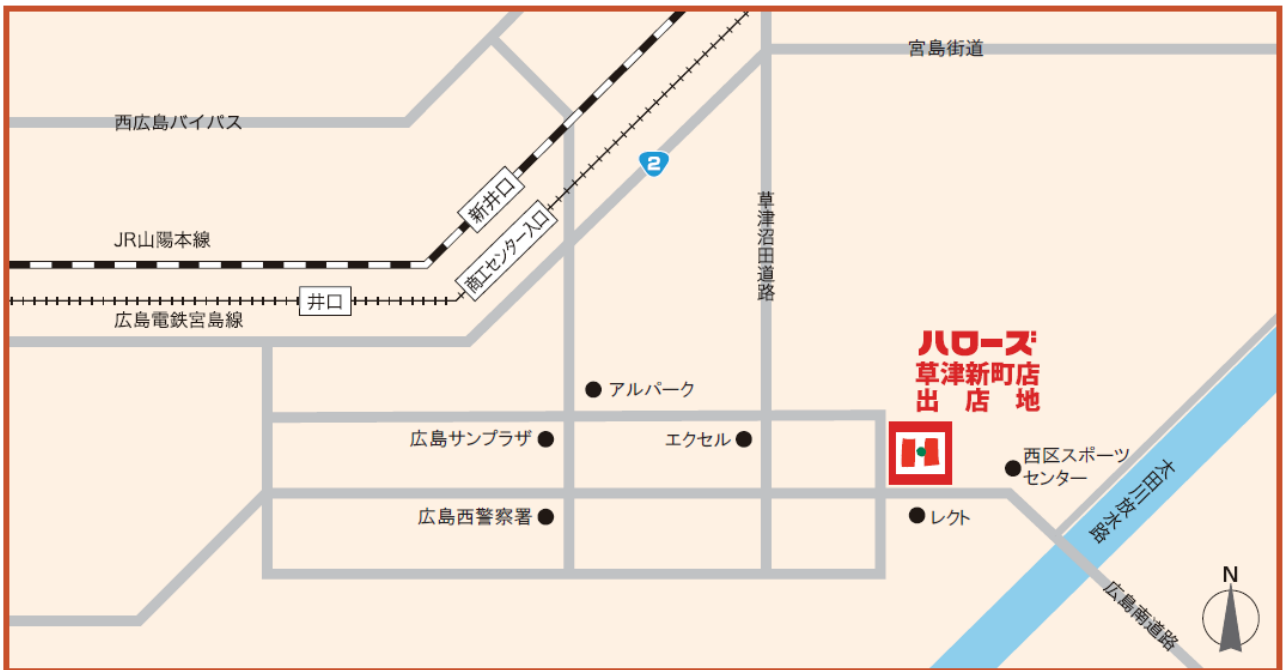 宮島街道
西広島バイパス
2
新井口
草津沼田道路
商工センター入口
JR山陽本線
井口
広島電鉄宮島線
ハローズ
草津新町店
出店地
アルパーク
広島サンプラザ
エクセル
西区スポーツ
センター
太田川放水路
広島西警察署
レクト
広島南道路
N